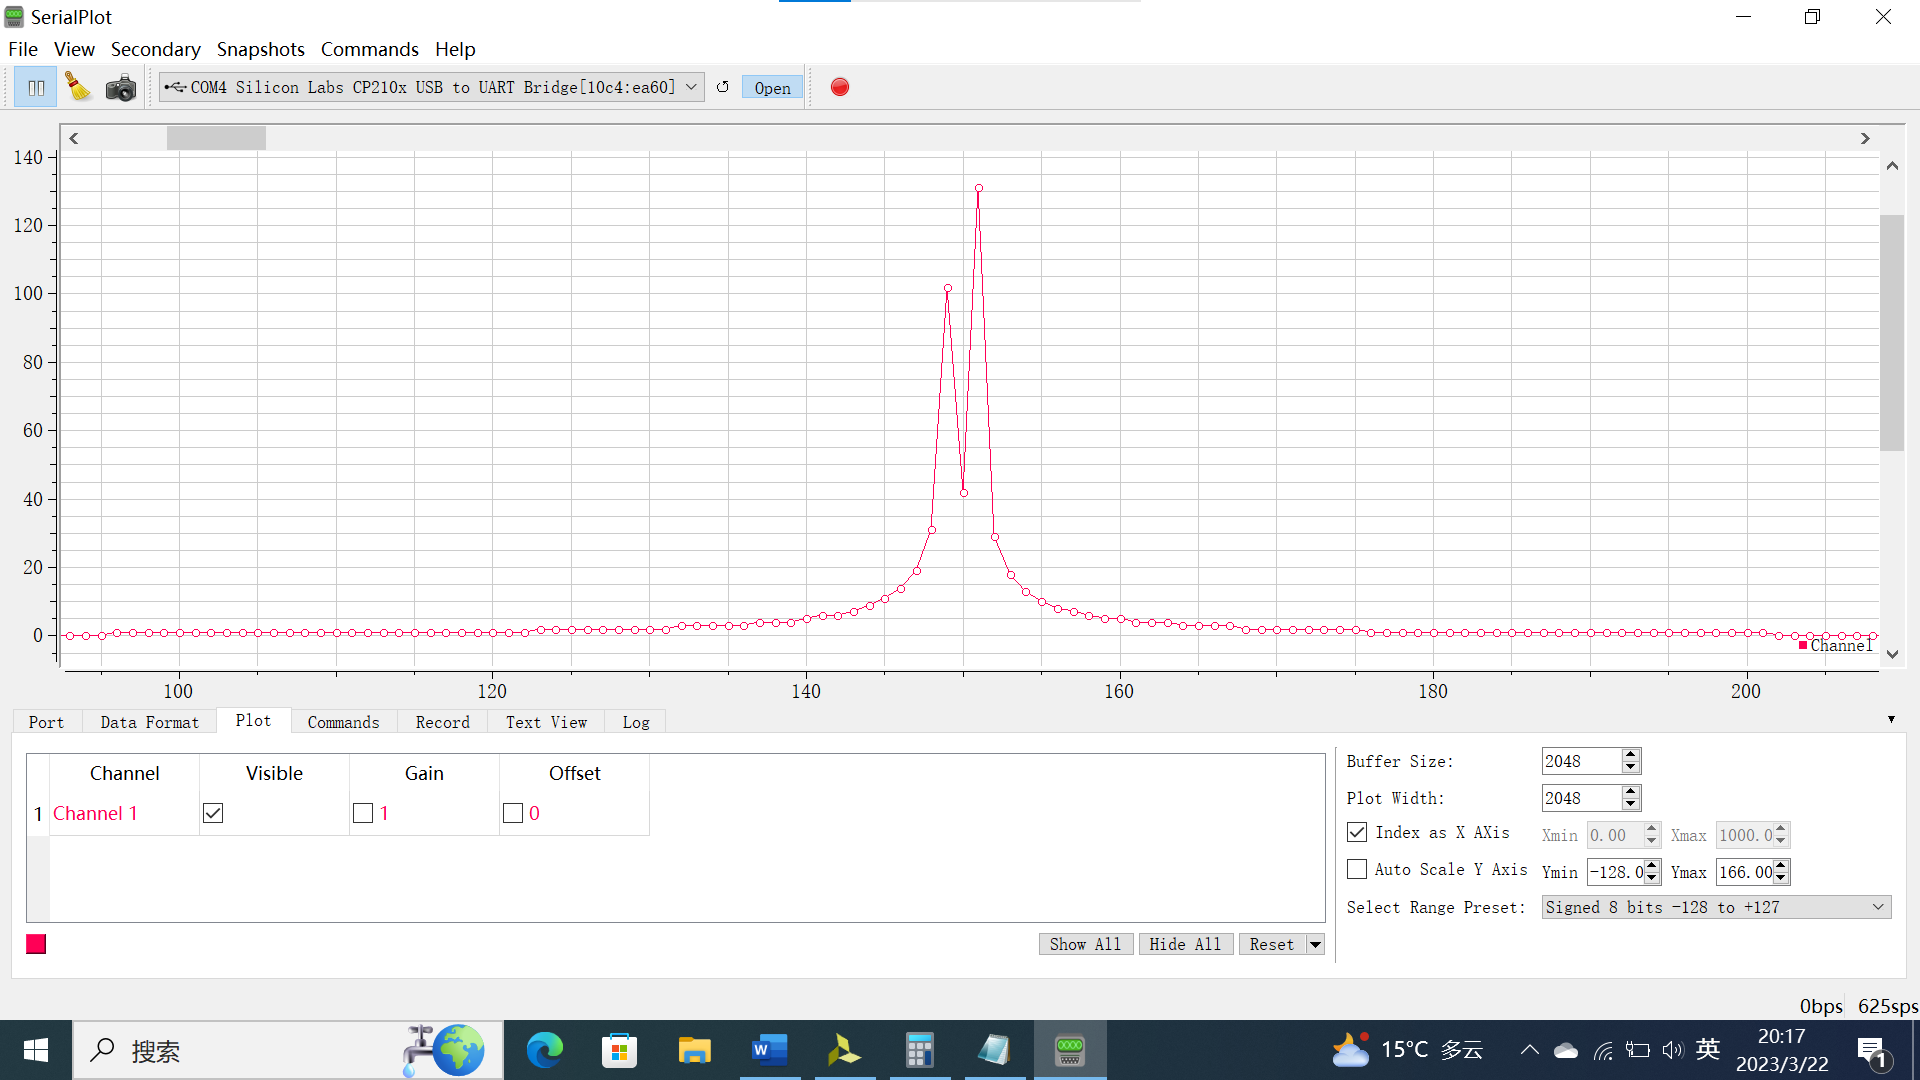 SerialPlot
File View Secondary Snapshots Commands Help
COM4 Silicon Labs CP210x USB to UART Bridge[10c4:ea60] Open
140
120
100
80
60
40
20
0
Channel
100 120 140 160 180 200
Port Data Format Plot Commands Record Text View Log
Channel Visible Gain Offset
1 Channel 1 1 0
Show All Hide All Reset
Buffer Size: 2048
Plot Width: 2048
Index as X AXis Xmin 0.00 Xmax 1000.0
Auto Scale Y Axis Ymin -128.0 Ymax 166.00
Select Range Preset: Signed 8 bits -128 to +127
0bps 625sps
搜索
W
15°C 多云
英
20:17
2023/3/22
1